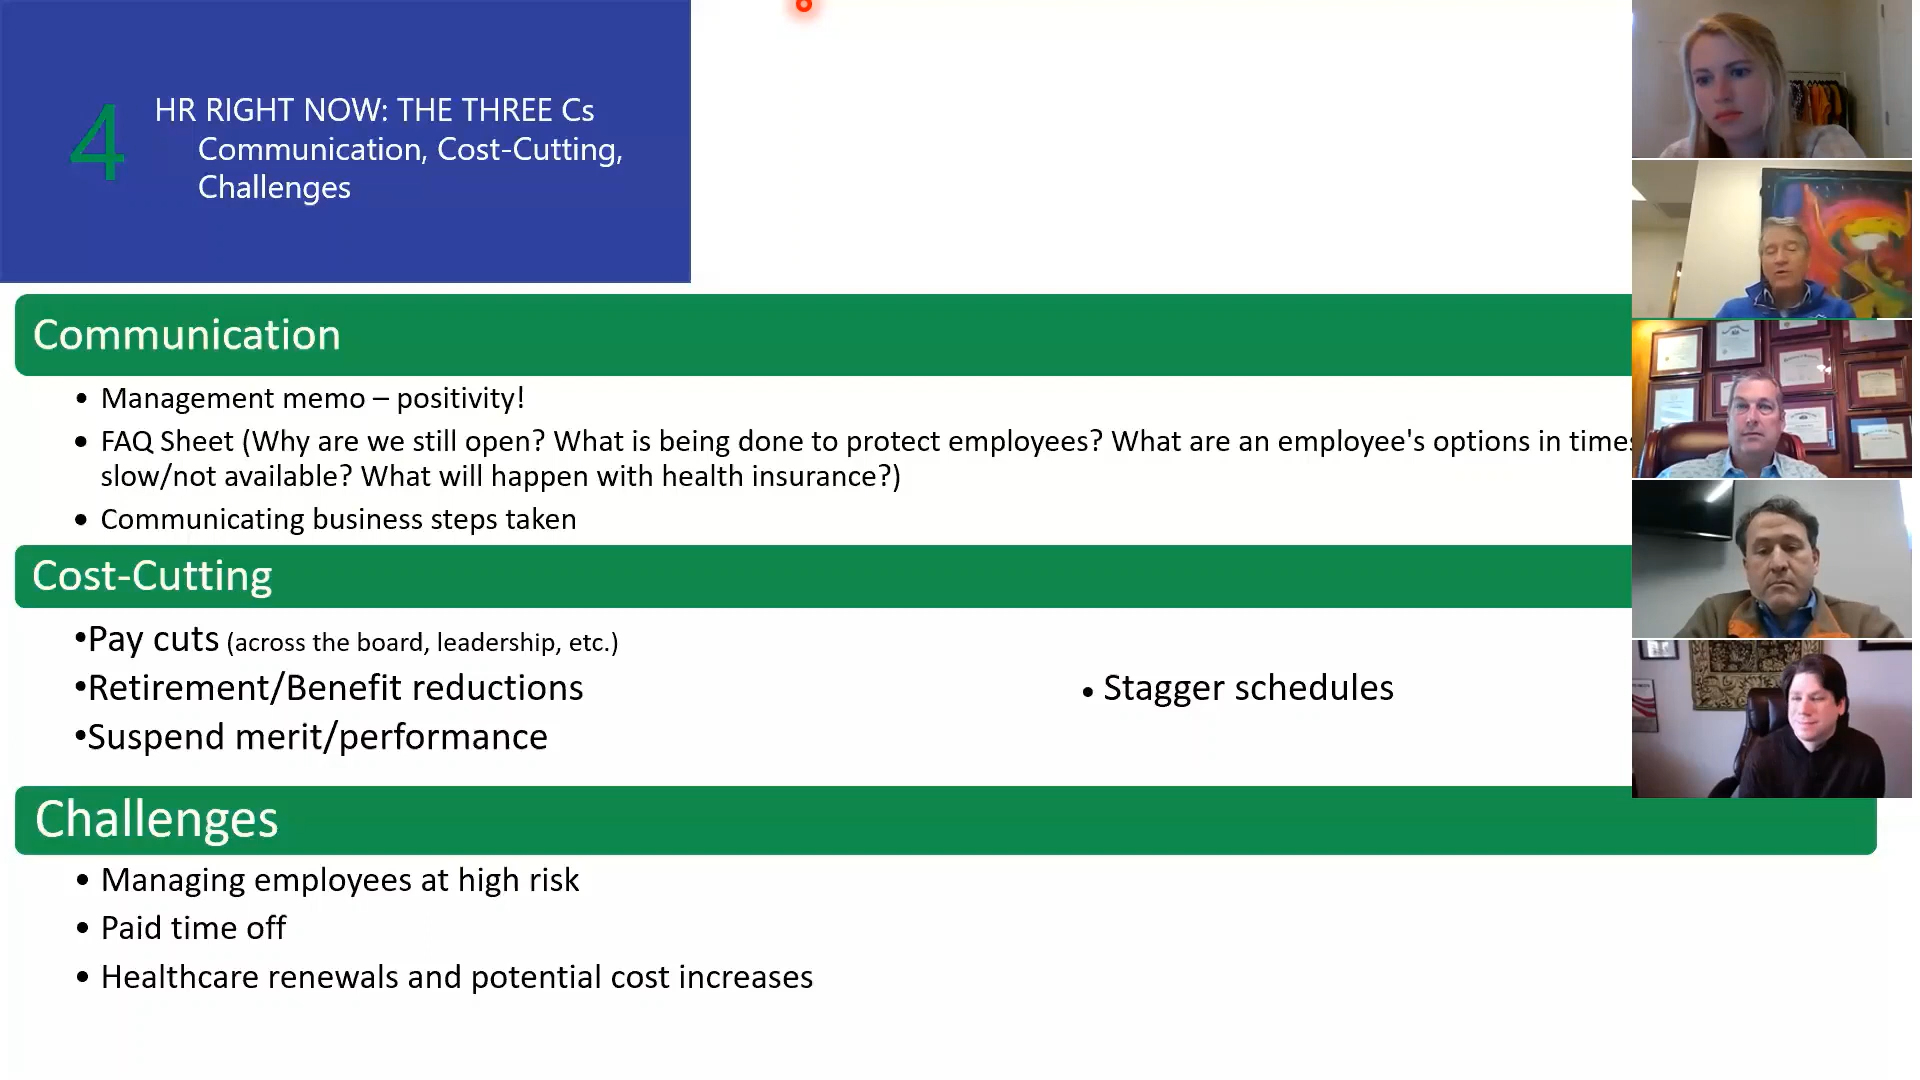 4
HR RIGHT NOW: THE THREE Cs
Communication, Cost-Cutting,
Challenges
Communication
• Management memo – positivity!
• FAQ Sheet (Why are we still open? What is being done to protect employees? What are an employee's options in times
slow/not available? What will happen with health insurance?)
• Communicating business steps taken
Cost-Cutting
•Pay cuts (across the board, leadership, etc.)
•Retirement/Benefit reductions
•Suspend merit/performance
• Stagger schedules
Challenges
• Managing employees at high risk
• Paid time off
• Healthcare renewals and potential cost increases